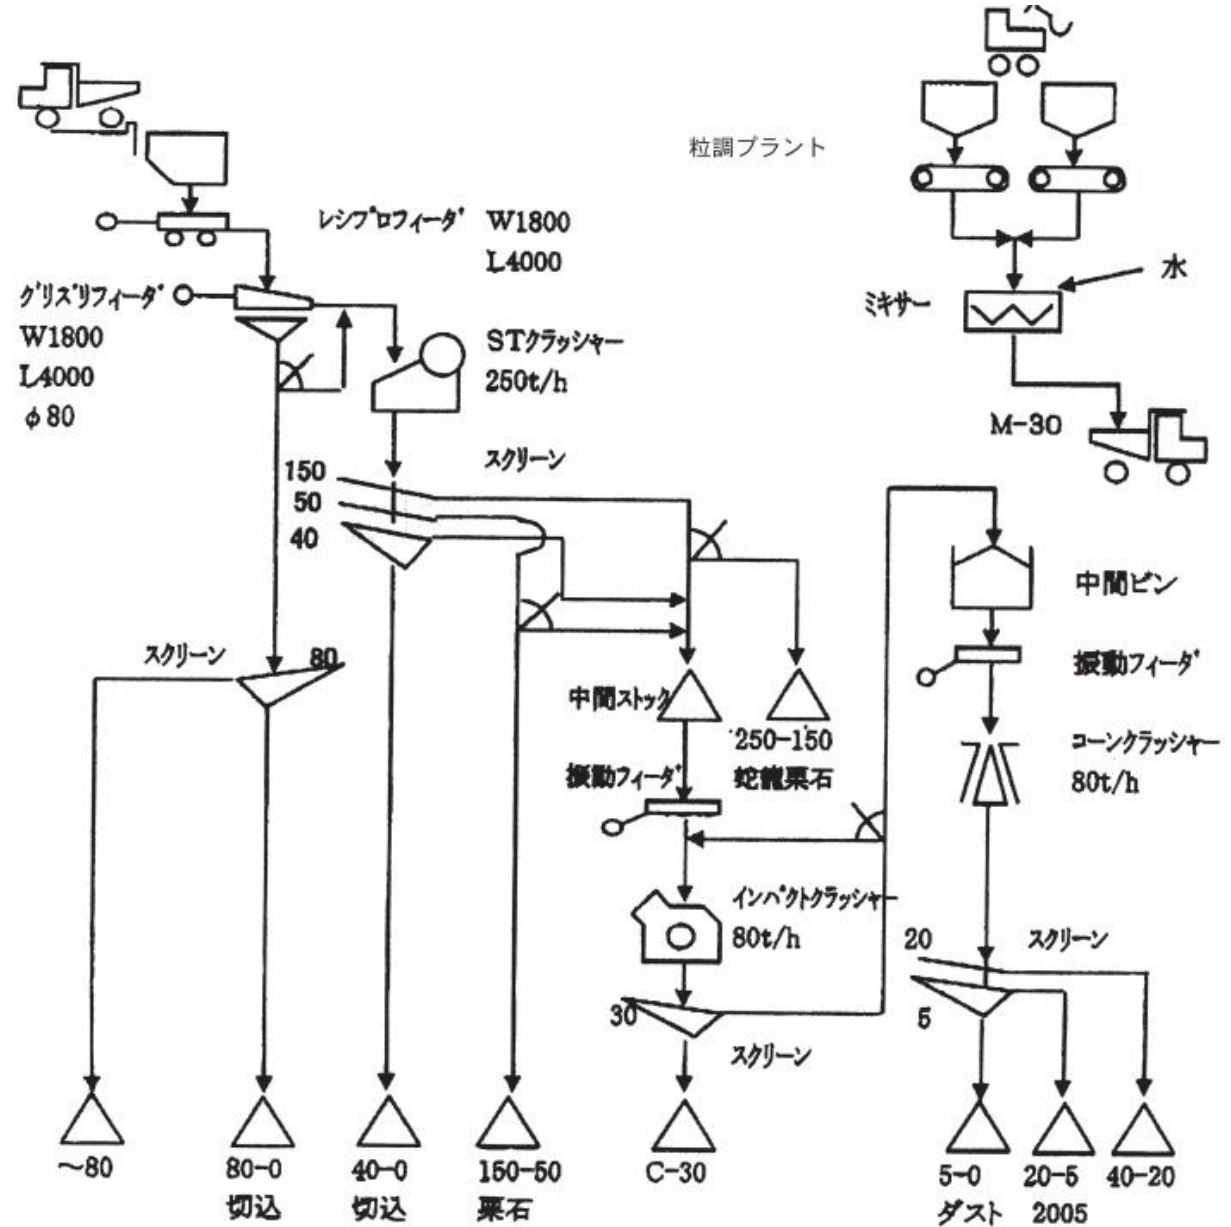 粒調プラント
レシプロフィーダ W1800
L4000
グリズリフィーダ
W1800
L4000
φ80
STクラッシャー
250t/h
水
ミキサー
M-30
スクリーン
150
50
40
中間ビン
振動フィーダ
コーンクラッシャー
80t/h
スクリーン
80
中間ストック
250-150
蛇籠栗石
振動フィーダ
インパクトクラッシャー
80t/h
20
スクリーン
5
30
スクリーン
～80
80-0
切込
40-0
切込
150-50
栗石
C-30
5-0
ダスト
20-5
2005
40-20